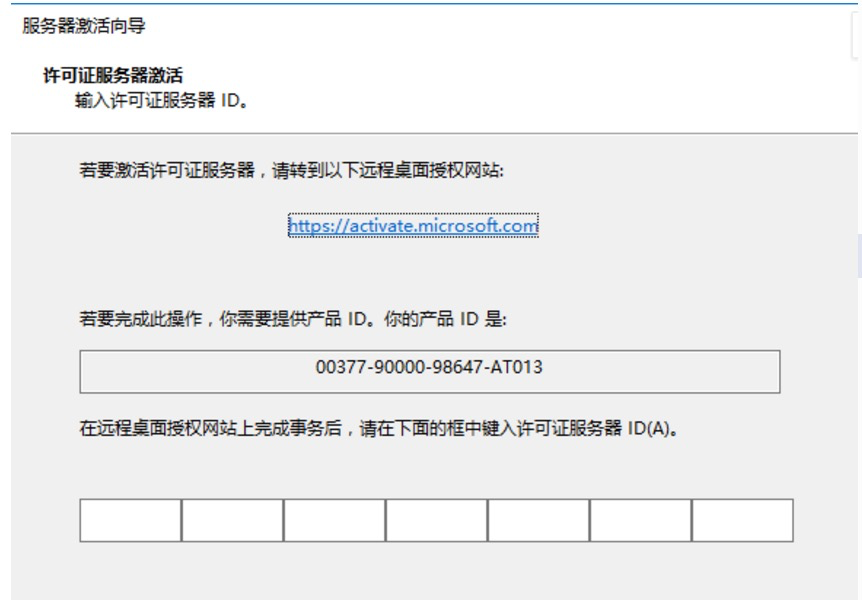 服务器激活向导
许可证服务器激活
输入许可证服务器 ID。
若要激活许可证服务器，请转到以下远程桌面授权网站:
https://activate.microsoft.com
若要完成此操作，你需要提供产品 ID。你的产品 ID 是:
00377-90000-98647-AT013
在远程桌面授权网站上完成事务后，请在下面的框中键入许可证服务器 ID(A)。